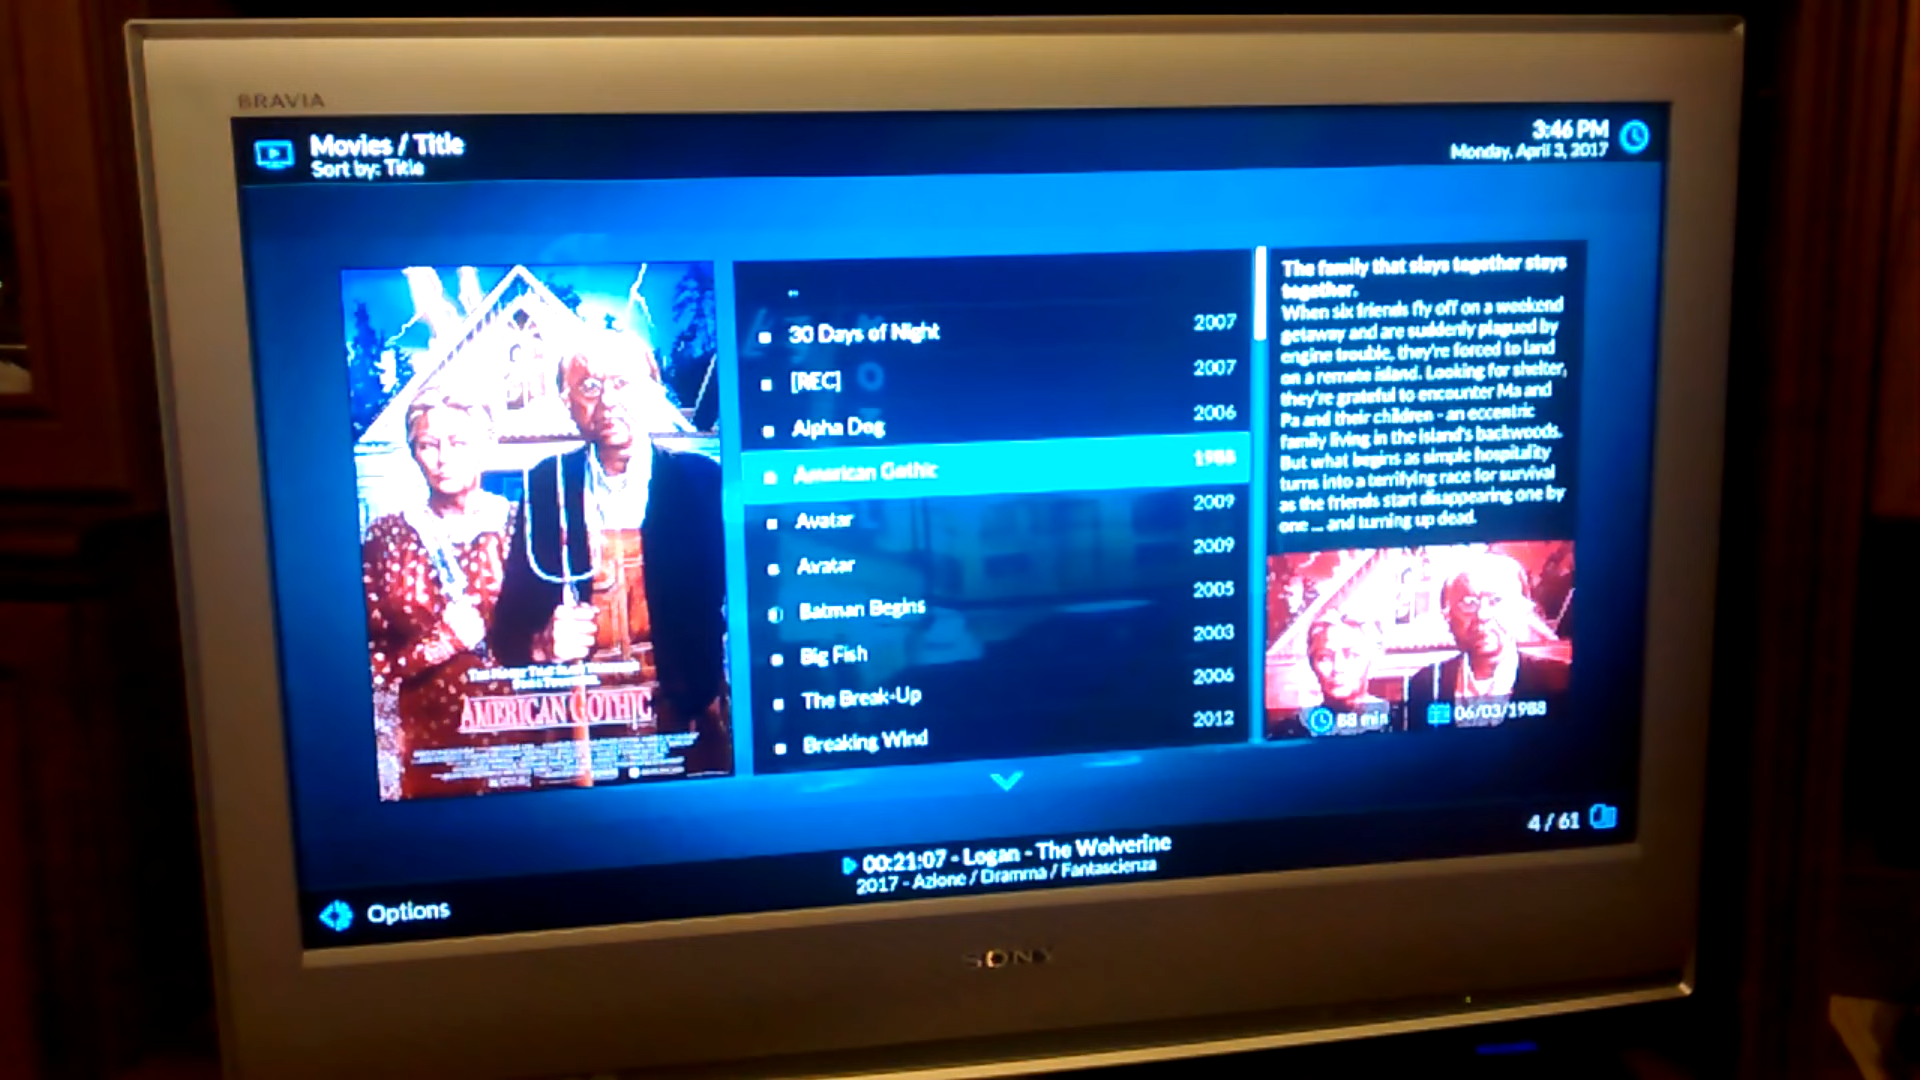 BRAVIA
Movies / Title
Sort by: Title
3:46 PM
Monday, April 3, 2017
..
30 Days of Night 2007
[REC] 2007
Alpha Dog 2006
American Gothic 1988
Avatar 2009
Avatar 2009
Batman Begins 2005
Big Fish 2003
The Break-Up 2006
Breaking Wind 2012
The family that slays together stays
together.
When six friends fly off on a weekend
getaway and are suddenly plagued by
engine trouble, they're forced to land
on a remote island. Looking for shelter,
they're grateful to encounter Ma and
Pa and their children - an eccentric
family living in the island's backwoods.
But what begins as simple hospitality
turns into a terrifying race for survival
as the friends start disappearing one by
one ... and turning up dead.
88 min
06/03/1988
AMERICAN GOTHIC
4 / 61
00:21:07 - Logan - The Wolverine
2017 - Azione / Dramma / Fantascienza
Options
SONY